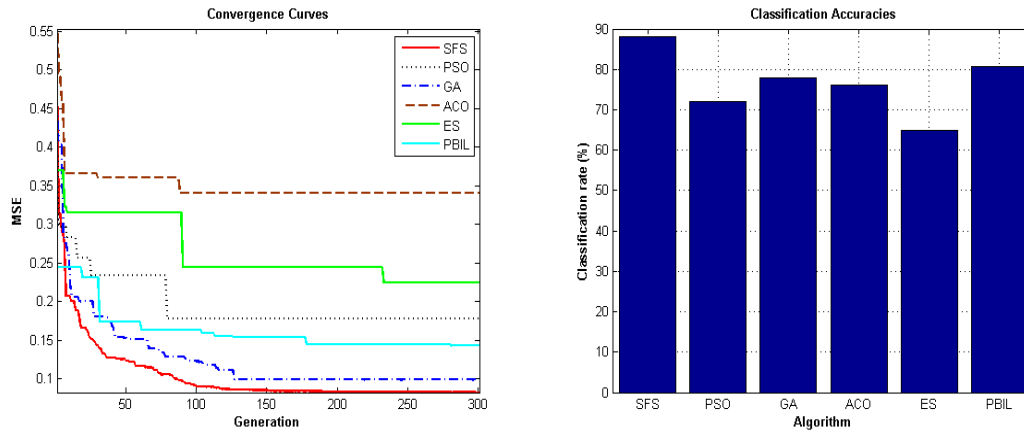 Convergence Curves
0.55
0.5
0.45
0.4
0.35
0.3
0.25
0.2
0.15
0.1
MSE
SFS
PSO
GA
ACO
ES
PBIL
50 100 150 200 250 300
Generation
Classification Accuracies
90
80
70
60
50
40
30
20
10
0
Classification rate (%)
SFS PSO GA ACO ES PBIL
Algorithm